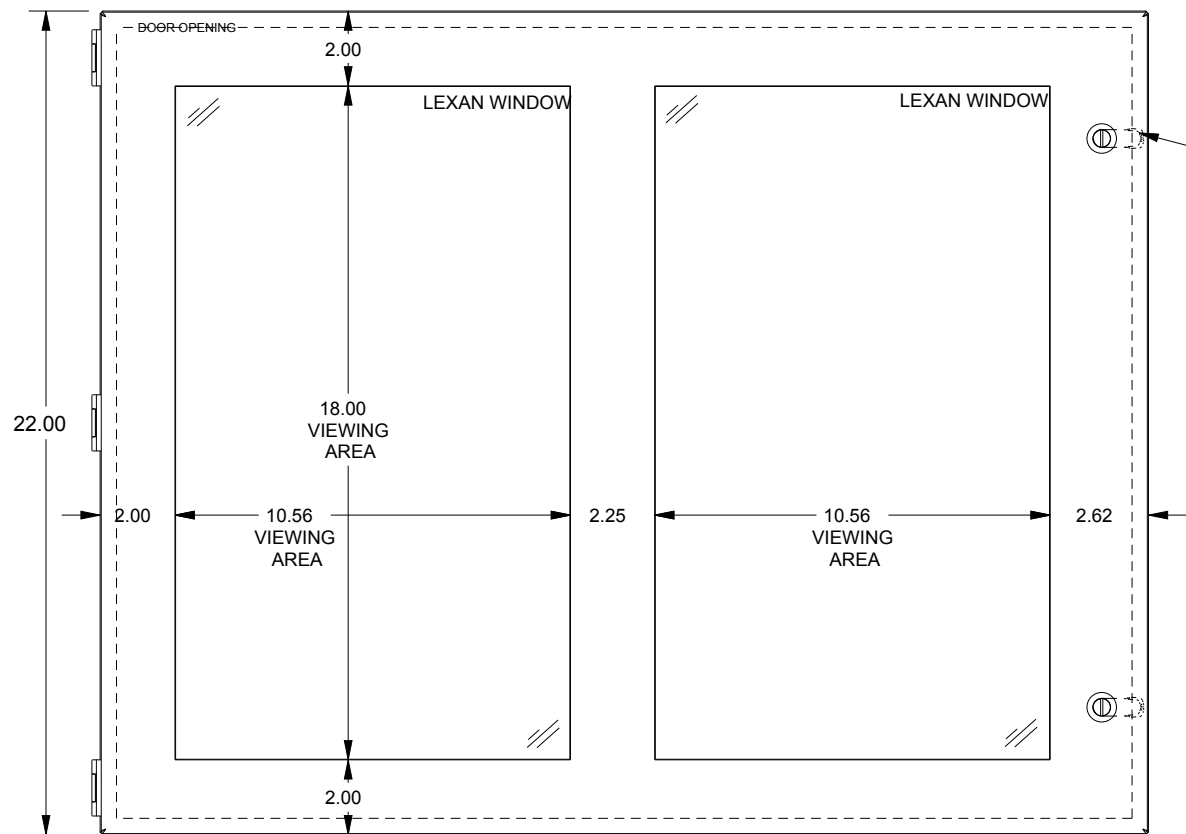 DOOR OPENING
2.00
LEXAN WINDOW
LEXAN WINDOW
22.00
18.00
VIEWING
AREA
2.00
10.56
VIEWING
AREA
2.25
10.56
VIEWING
AREA
2.62
2.00